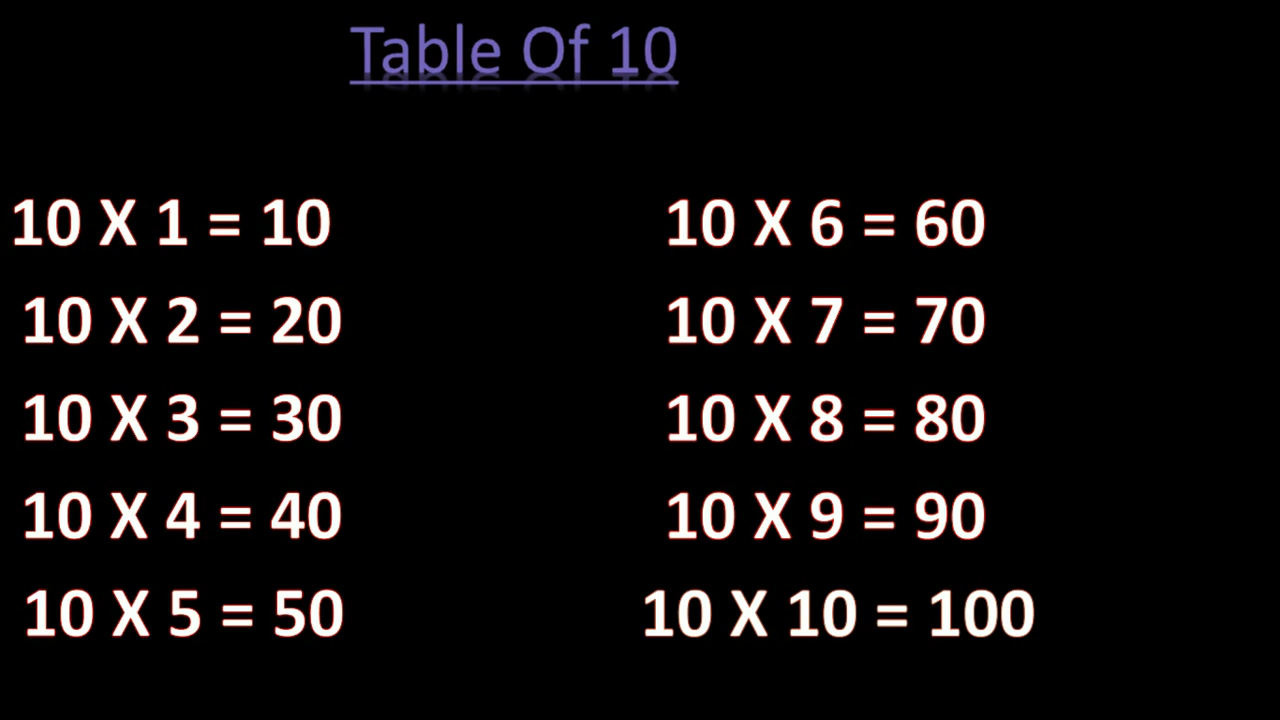 Table Of 10
10 X 1 = 10
10 X 2 = 20
10 X 3 = 30
10 X 4 = 40
10 X 5 = 50
10 X 6 = 60
10 X 7 = 70
10 X 8 = 80
10 X 9 = 90
10 X 10 = 100